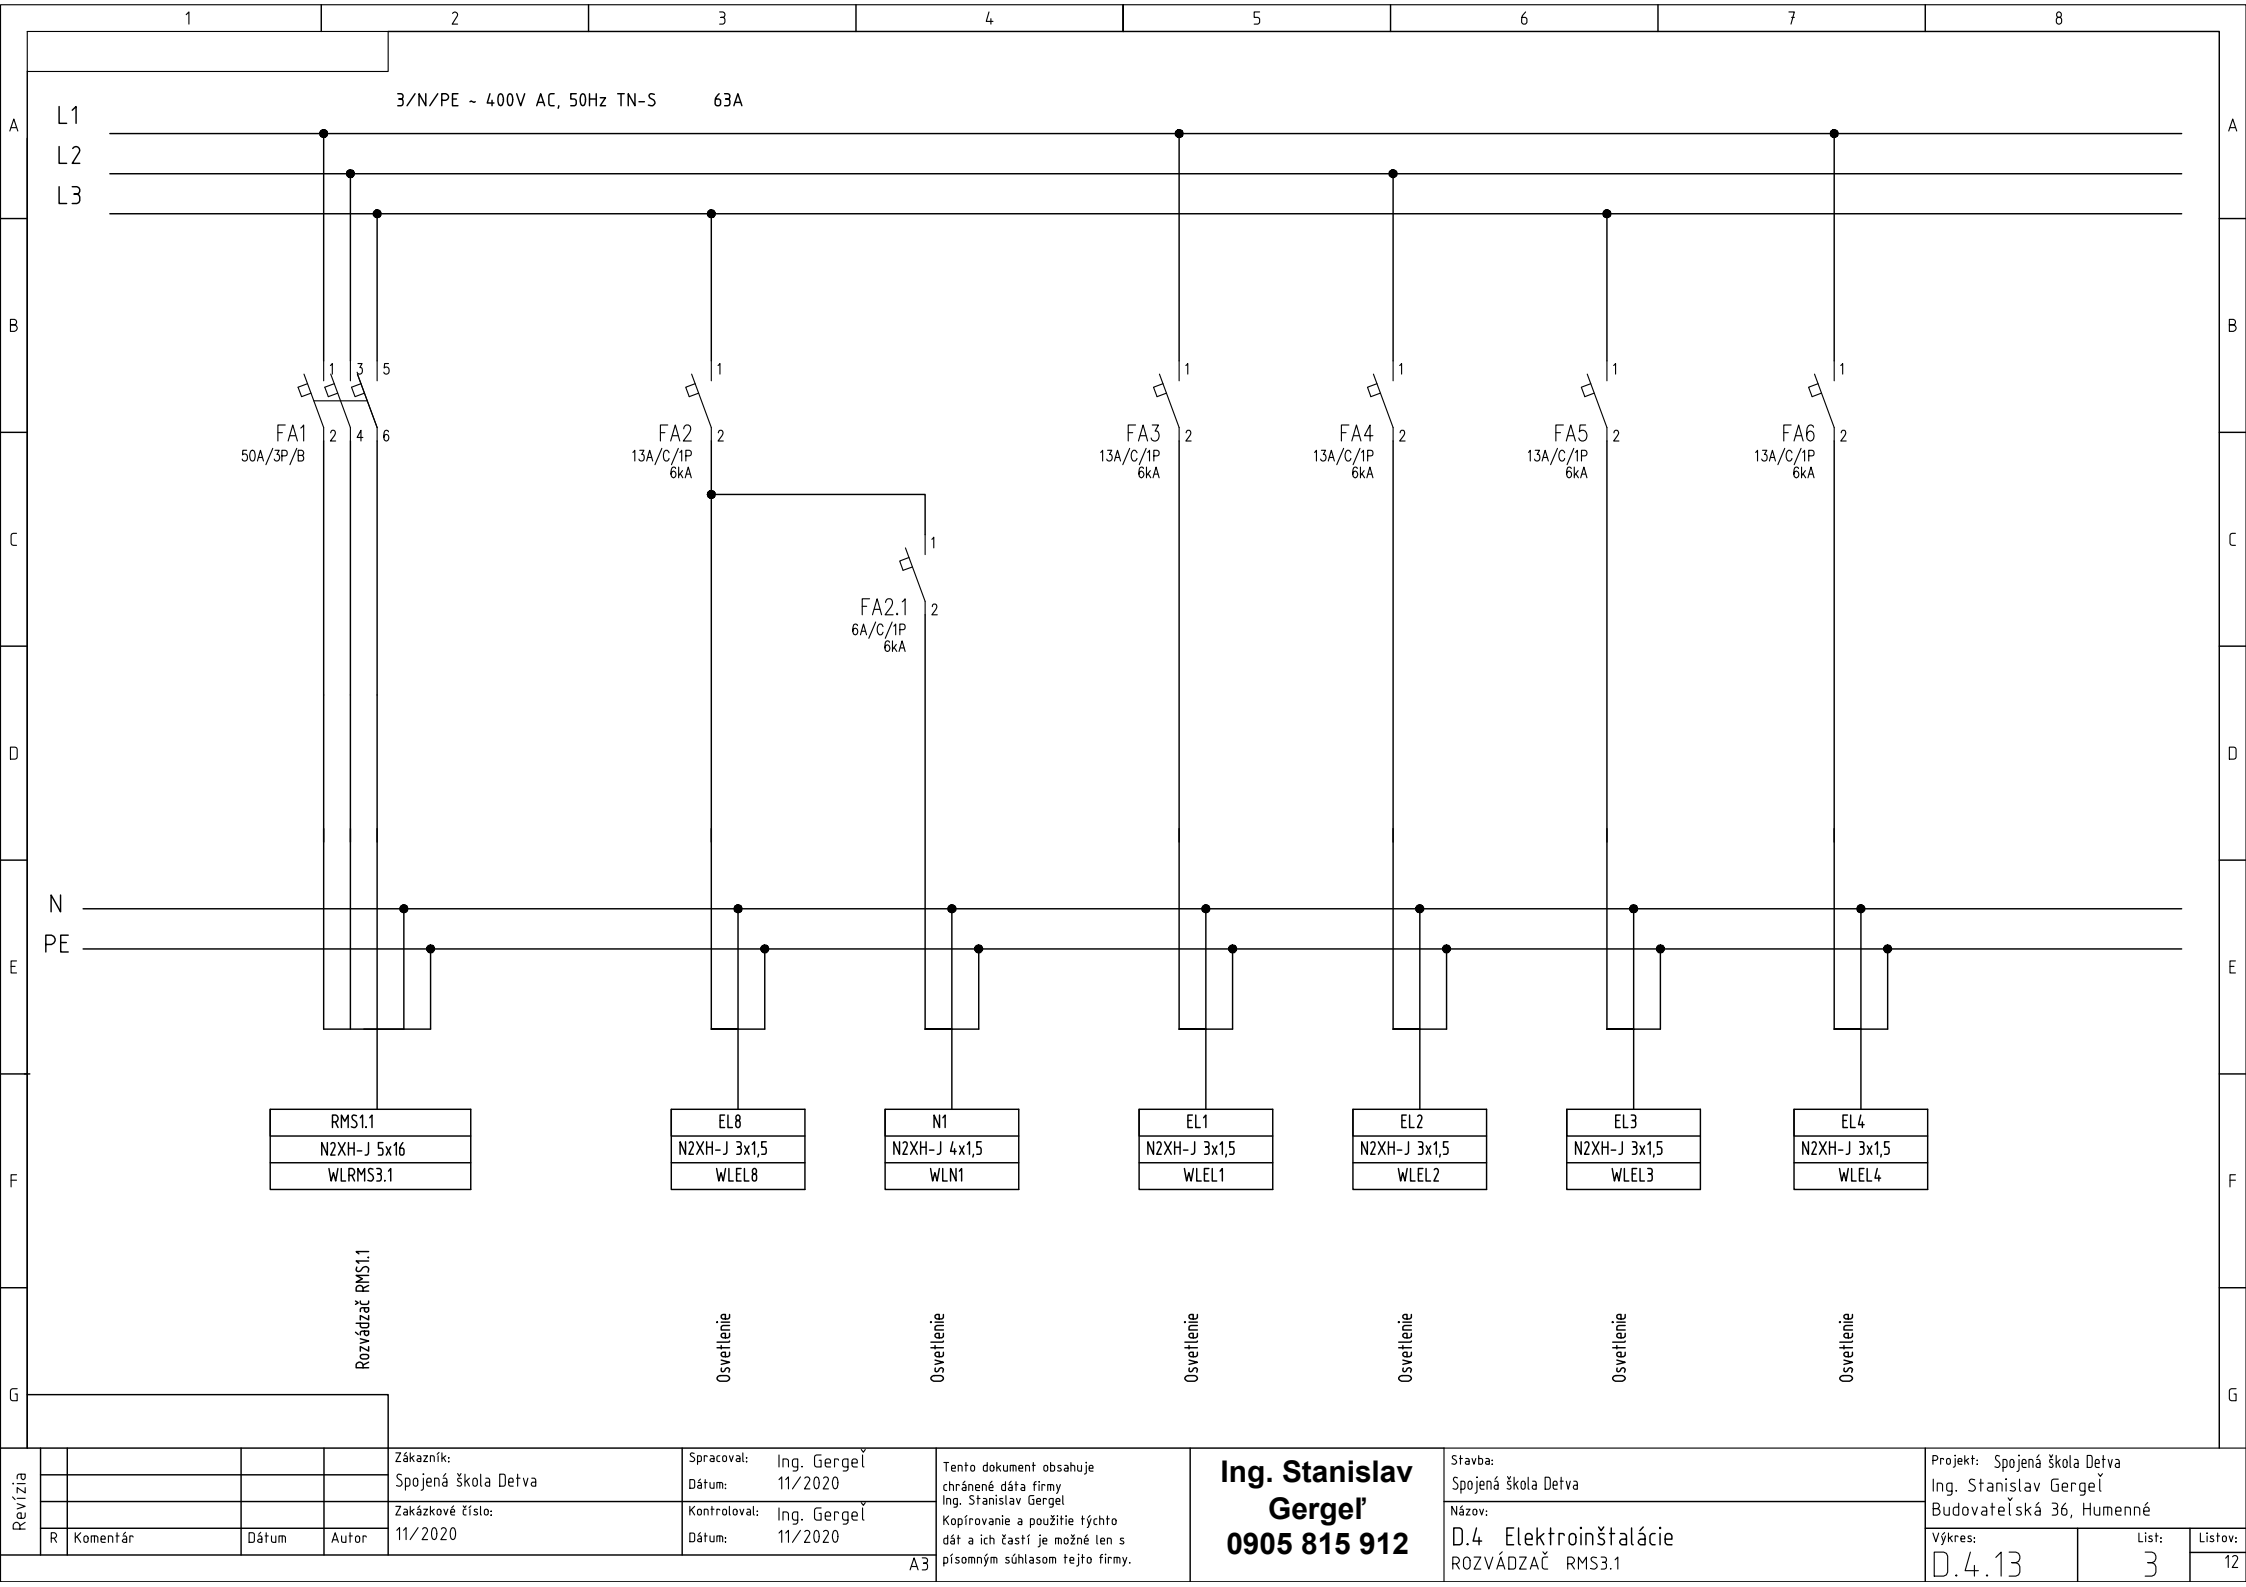 1 2 3 4 5 6 7 8
3/N/PE ~ 400V AC, 50Hz TN-S 63A
A L1 A
L2
L3
B B
1 3 5 1 1 1 1 1
FA1 2 4 6 FA2 2 FA3 2 FA4 2 FA5 2 FA6 2
50A/3P/B 13A/C/1P 13A/C/1P 13A/C/1P 13A/C/1P 13A/C/1P
6kA 6kA 6kA 6kA 6kA
C 1 C
FA2.1 2
6A/C/1P
6kA
D D
N
PE
E E
RMS1.1 EL8 N1 EL1 EL2 EL3 EL4
N2XH-J 5x16 N2XH-J 3x1,5 N2XH-J 4x1,5 N2XH-J 3x1,5 N2XH-J 3x1,5 N2XH-J 3x1,5 N2XH-J 3x1,5
WLRMS3.1 WLEL8 WLN1 WLEL1 WLEL2 WLEL3 WLEL4
F F
Rozvádzač RMS1.1
Osvetlenie
Osvetlenie
Osvetlenie
Osvetlenie
Osvetlenie
Osvetlenie
G G
Revízia
R Komentár Dátum Autor
Zákazník:
Spojená škola Detva
Zakázkové číslo:
11/2020
Spracoval: Ing. Gergeľ
Dátum: 11/2020
Kontroloval: Ing. Gergeľ
Dátum: 11/2020
A3
Tento dokument obsahuje
chránené dáta firmy
Ing. Stanislav Gergel
Kopírovanie a použitie týchto
dát a ich častí je možné len s
písomným súhlasom tejto firmy.
Ing. Stanislav
Gergeľ
0905 815 912
Stavba:
Spojená škola Detva
Názov:
D.4 Elektroinštalácie
ROZVÁDZAČ RMS3.1
Projekt: Spojená škola Detva
Ing. Stanislav Gergeľ
Budovateľská 36, Humenné
Výkres: List: Listov:
D.4.13 3 12